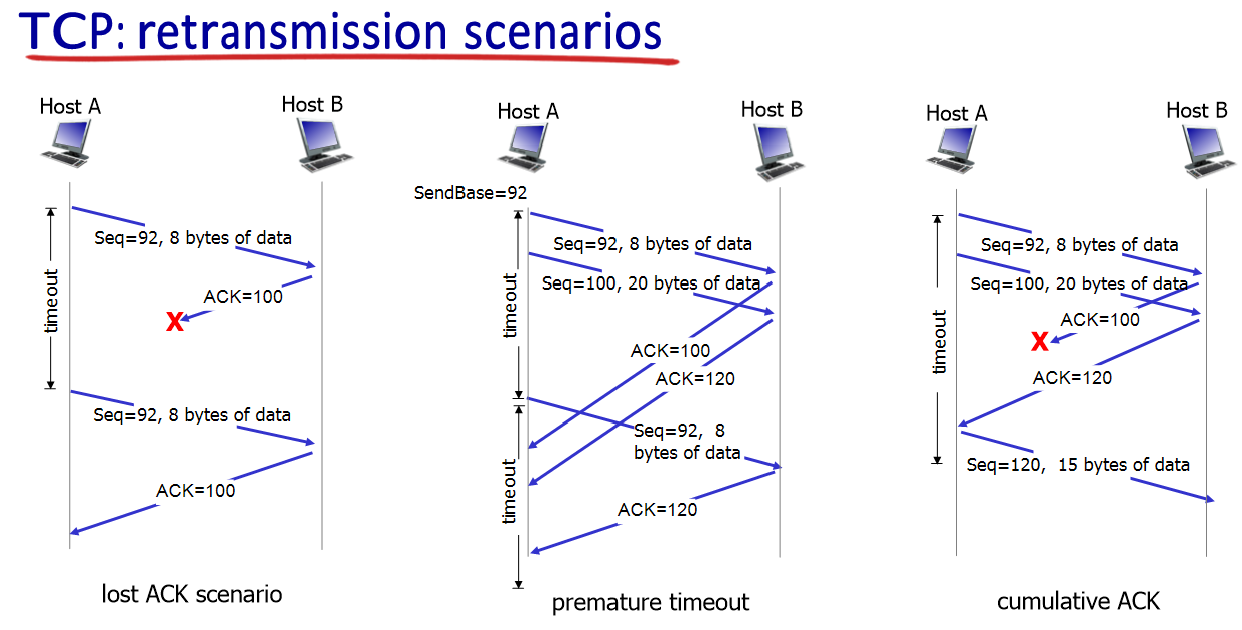 TCP: retransmission scenarios
Host A
Host B
timeout
Seq=92, 8 bytes of data
ACK=100
X
Seq=92, 8 bytes of data
ACK=100
lost ACK scenario
Host A
Host B
SendBase=92
timeout
Seq=92, 8 bytes of data
Seq=100, 20 bytes of data
ACK=100
ACK=120
timeout
Seq=92, 8
bytes of data
ACK=120
premature timeout
Host A
Host B
timeout
Seq=92, 8 bytes of data
Seq=100, 20 bytes of data
ACK=100
X
ACK=120
Seq=120, 15 bytes of data
cumulative ACK